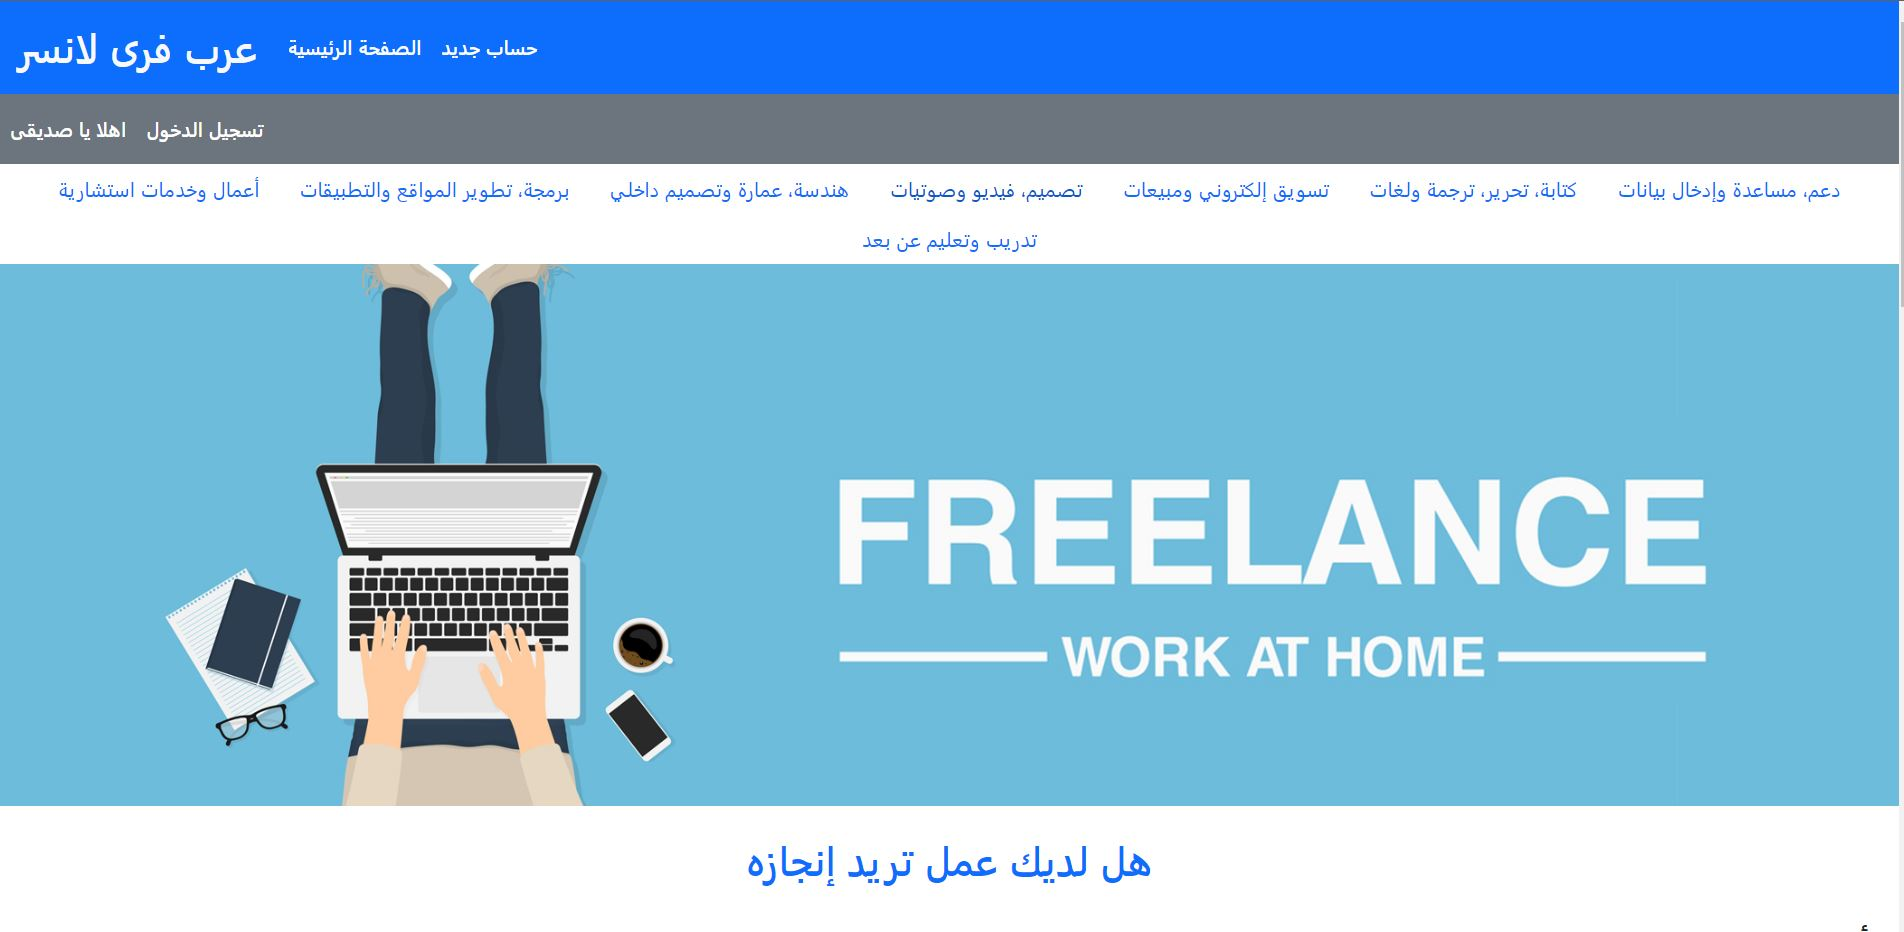 عرب فرى لانسر الصفحة الرئيسية حساب جديد
اهلا يا صديقى تسجيل الدخول
أعمال وخدمات استشارية برمجة، تطوير المواقع والتطبيقات هندسة، عمارة وتصميم داخلي تصميم، فيديو وصوتيات تسويق إلكتروني ومبيعات كتابة، تحرير، ترجمة ولغات دعم، مساعدة وإدخال بيانات
تدريب وتعليم عن بعد
FREELANCE
WORK AT HOME
هل لديك عمل تريد إنجازه